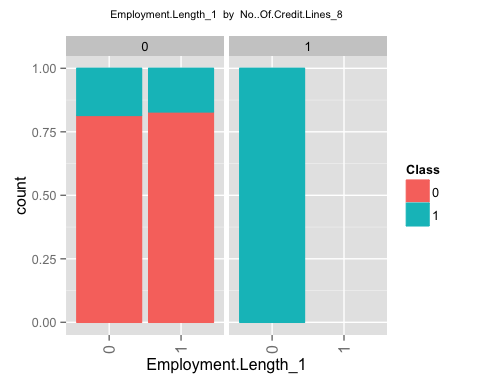 Employment.Length_1 by No..Of.Credit.Lines_8
0 1
1.00
0.75
0.50
0.25
0.00
count
0 1 0 1
Employment.Length_1
Class
0
1